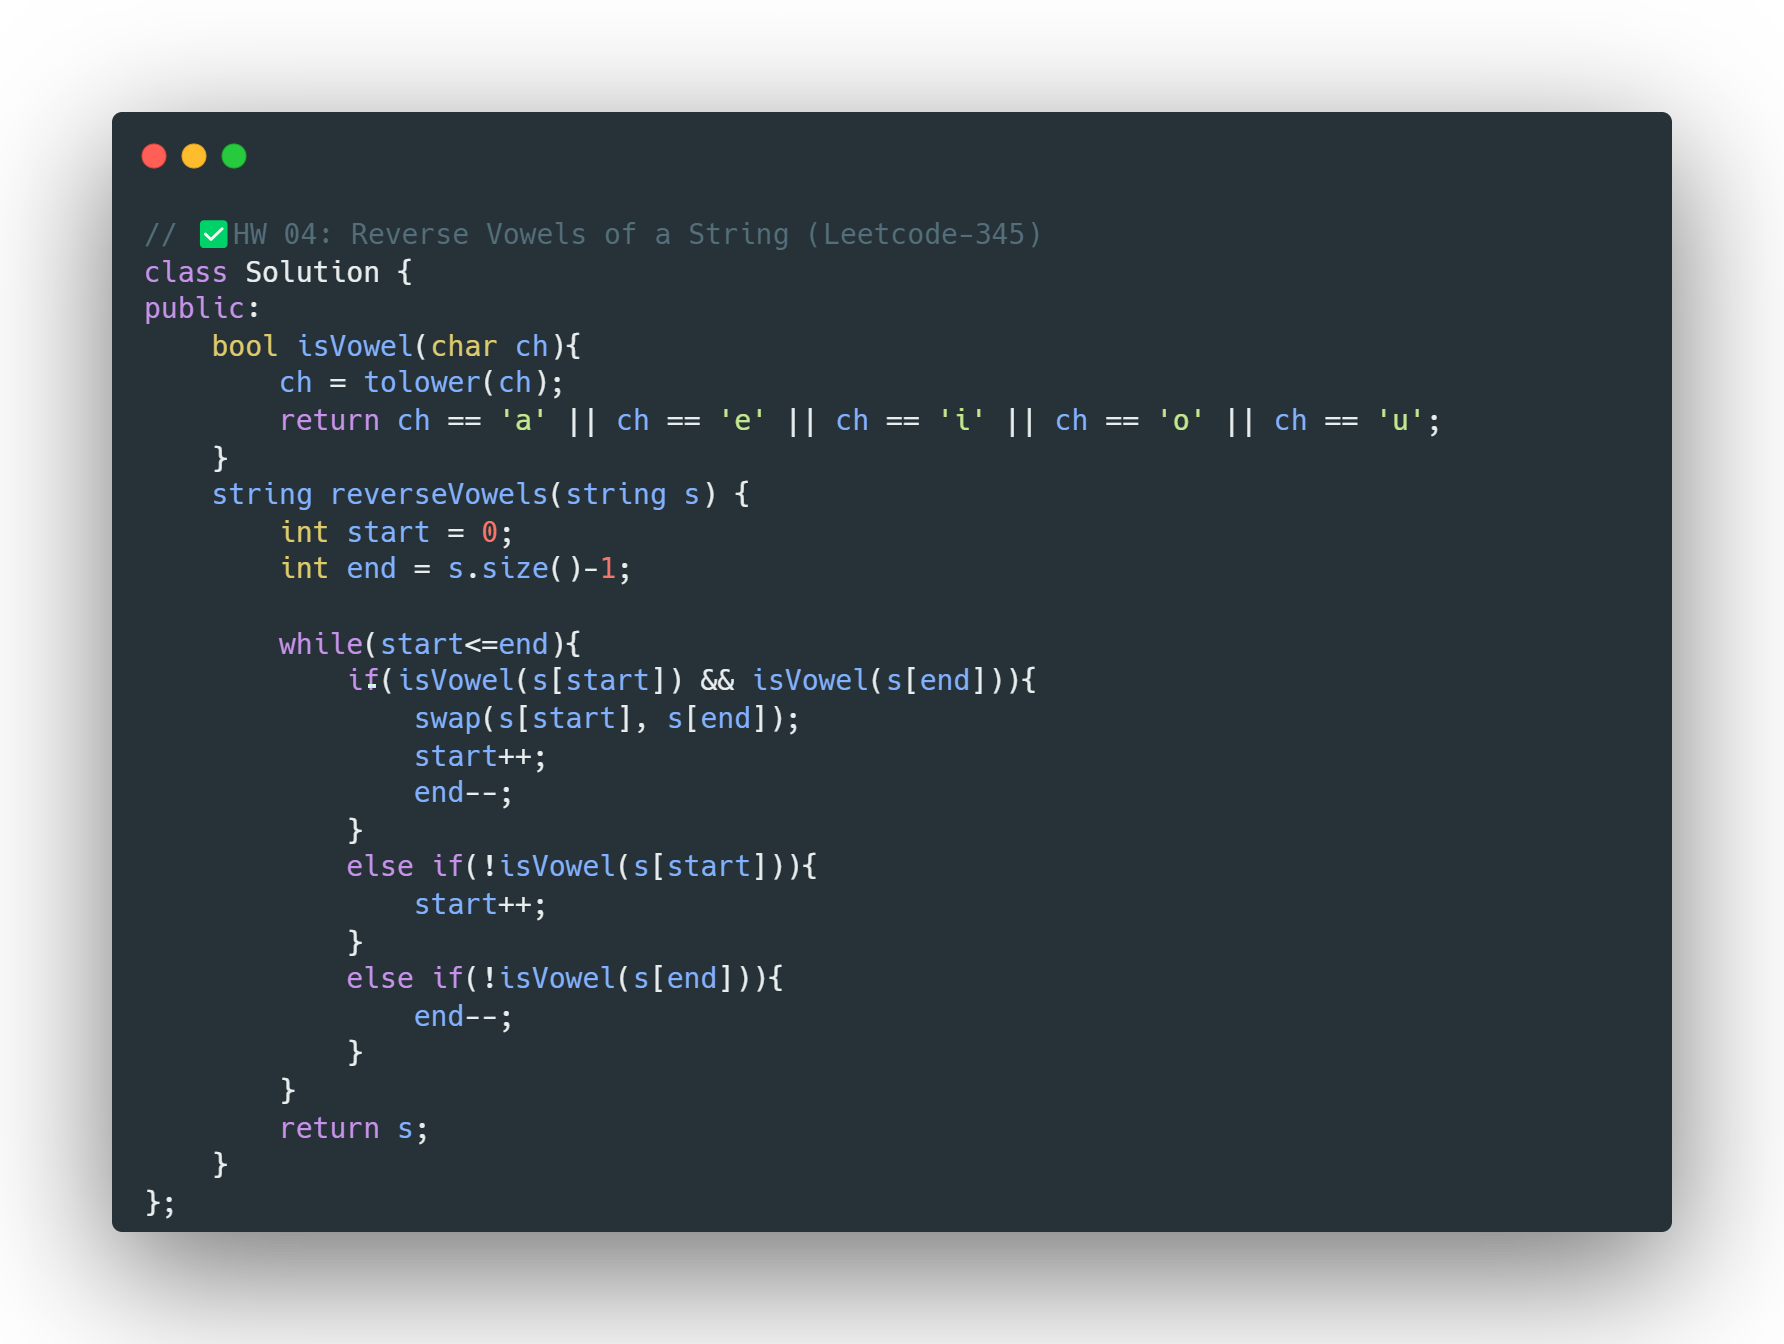 // ✅HW 04: Reverse Vowels of a String (Leetcode-345)
class Solution {
public:
    bool isVowel(char ch){
        ch = tolower(ch);
        return ch == 'a' || ch == 'e' || ch == 'i' || ch == 'o' || ch == 'u';
    }
    string reverseVowels(string s) {
        int start = 0;
        int end = s.size()-1;

        while(start<=end){
            if(isVowel(s[start]) && isVowel(s[end])){
                swap(s[start], s[end]);
                start++;
                end--;
            }
            else if(!isVowel(s[start])){
                start++;
            }
            else if(!isVowel(s[end])){
                end--;
            }
        }
        return s;
    }
};